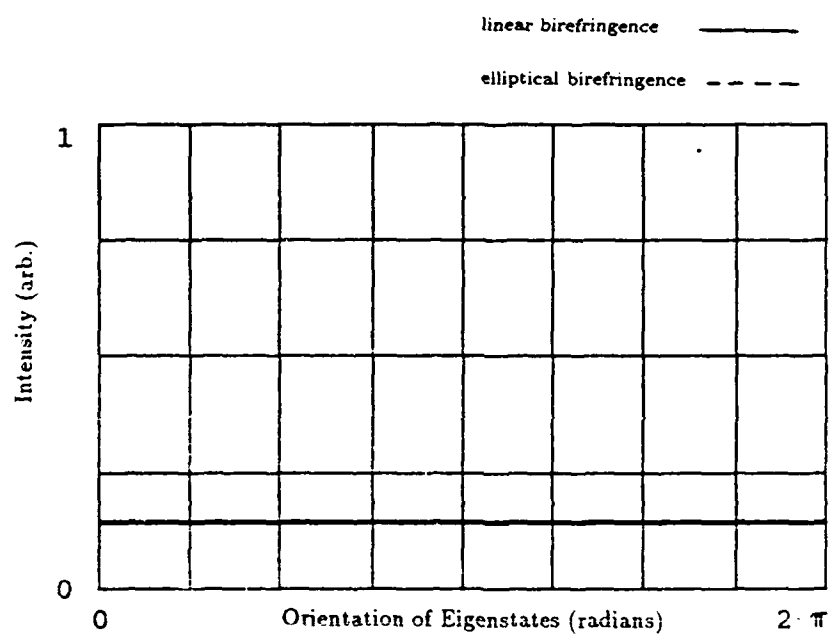 linear birefringence
elliptical birefringence
1
Intensity (arb.)
0
0 Orientation of Eigenstates (radians) 2 π